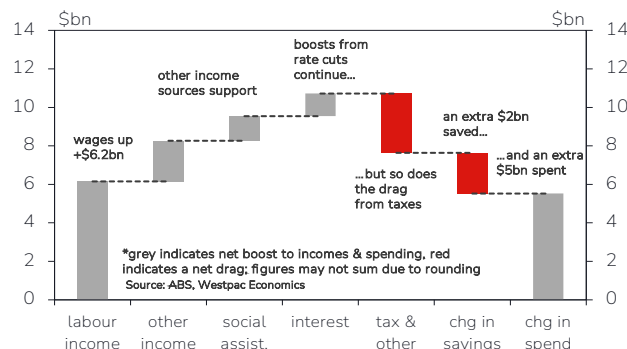 $bn
$bn
14
14
12
12
10
10
8
8
6
6
4
4
2
2
0
0
wages up
+$6.2bn
other income
sources support
boosts from
rate cuts
continue...
...but so does
the drag
from taxes
an extra $2bn
saved...
...and an extra
$5bn spent
*grey indicates net boost to incomes & spending, red
indicates a net drag; figures may not sum due to rounding
Source: ABS, Westpac Economics
labour
income
other
income
social
assist.
interest
tax &
other
chg in
savings
chg in
spend